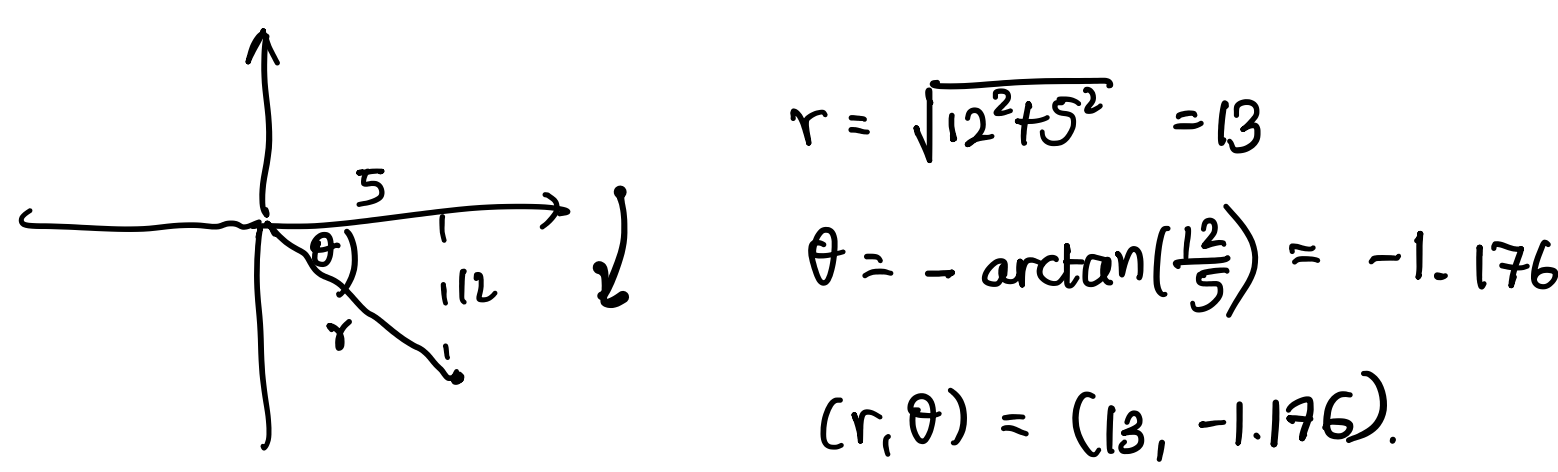 5
θ
12
r
r = √(12²+5²) = 13
θ = - arctan(12/5) = -1.176
(r, θ) = (13, -1.176).